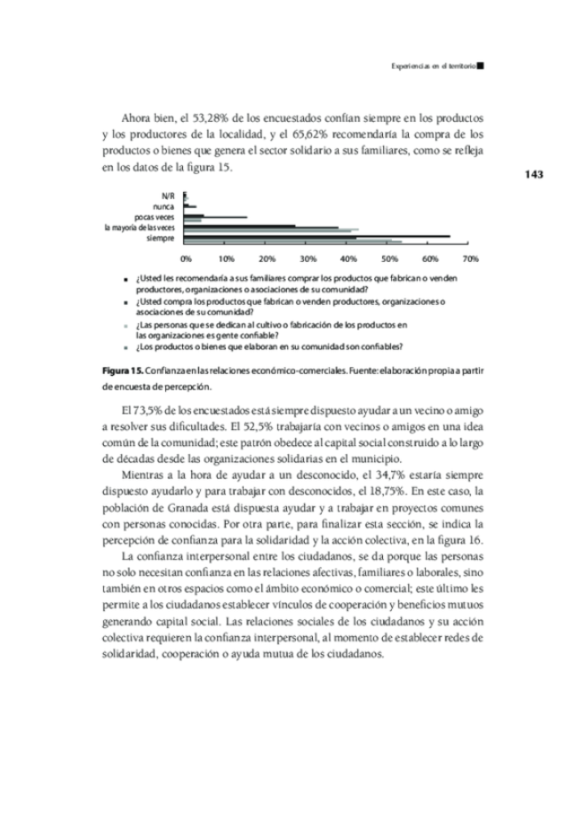 Experiencias en el territorio
Ahora bien, el 53,28% de los encuestados confían siempre en los productos
y los productores de la localidad, y el 65,62% recomendaría la compra de los
productos o bienes que genera el sector solidario a sus familiares, como se refleja
en los datos de la figura 15.
143
N/R
nunca
pocas veces
la mayoría de las veces
siempre
0% 10% 20% 30% 40% 50% 60% 70%
¿Usted les recomendaría a sus familiares comprar los productos que fabrican o venden
productores, organizaciones o asociaciones de su comunidad?
¿Usted compra los productos que fabrican o venden productores, organizaciones o
asociaciones de su comunidad?
¿Las personas que se dedican al cultivo o fabricación de los productos en
las organizaciones es gente confiable?
¿Los productos o bienes que elaboran en su comunidad son confiables?
Figura 15. Confianza en las relaciones económico-comerciales. Fuente: elaboración propia a partir
de encuesta de percepción.
El 73,5% de los encuestados está siempre dispuesto ayudar a un vecino o amigo
a resolver sus dificultades. El 52,5% trabajaría con vecinos o amigos en una idea
común de la comunidad; este patrón obedece al capital social construido a lo largo
de décadas desde las organizaciones solidarias en el municipio.
Mientras a la hora de ayudar a un desconocido, el 34,7% estaría siempre
dispuesto ayudarlo y para trabajar con desconocidos, el 18,75%. En este caso, la
población de Granada está dispuesta ayudar y a trabajar en proyectos comunes
con personas conocidas. Por otra parte, para finalizar esta sección, se indica la
percepción de confianza para la solidaridad y la acción colectiva, en la figura 16.
La confianza interpersonal entre los ciudadanos, se da porque las personas
no solo necesitan confianza en las relaciones afectivas, familiares o laborales, sino
también en otros espacios como el ámbito económico o comercial; este último les
permite a los ciudadanos establecer vínculos de cooperación y beneficios mutuos
generando capital social. Las relaciones sociales de los ciudadanos y su acción
colectiva requieren la confianza interpersonal, al momento de establecer redes de
solidaridad, cooperación o ayuda mutua de los ciudadanos.